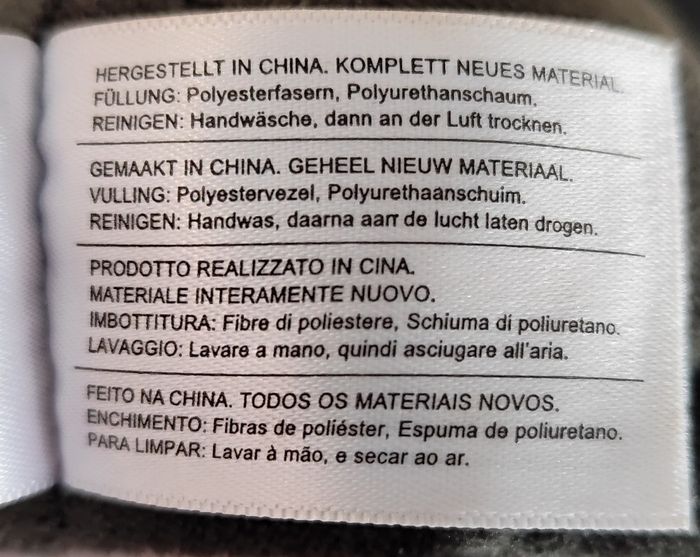 HERGESTELLT IN CHINA. KOMPLETT NEUES MATERIAL.
FÜLLUNG: Polyesterfasern, Polyurethanschaum.
REINIGEN: Handwäsche, dann an der Luft trocknen.
GEMAAKT IN CHINA. GEHEEL NIEUW MATERIAAL.
VULLING: Polyestervezel, Polyurethaanschuim.
REINIGEN: Handwas, daarna aan de lucht laten drogen.
PRODOTTO REALIZZATO IN CINA.
MATERIALE INTERAMENTE NUOVO.
IMBOTTITURA: Fibre di poliestere, Schiuma di poliuretano.
LAVAGGIO: Lavare a mano, quindi asciugare all'aria.
FEITO NA CHINA. TODOS OS MATERIAIS NOVOS.
ENCHIMENTO: Fibras de poliéster, Espuma de poliuretano.
PARA LIMPAR: Lavar à mão, e secar ao ar.